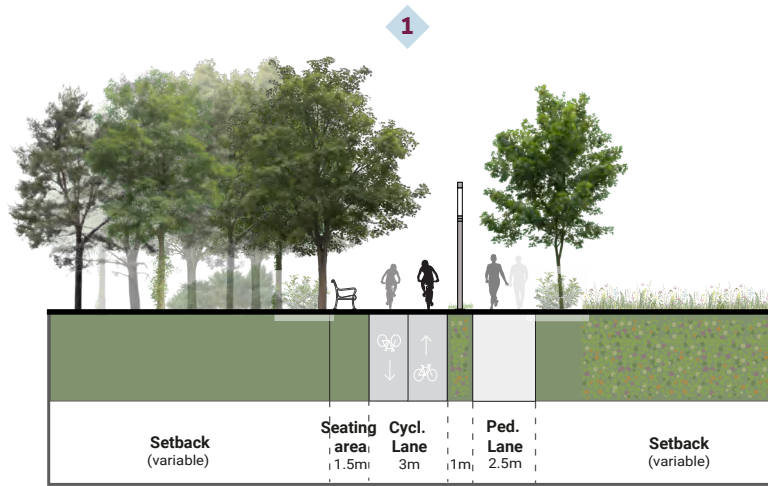 1
Setback
(variable)
Seating
area
1.5m
Cycl.
Lane
3m
1m
Ped.
Lane
2.5m
Setback
(variable)